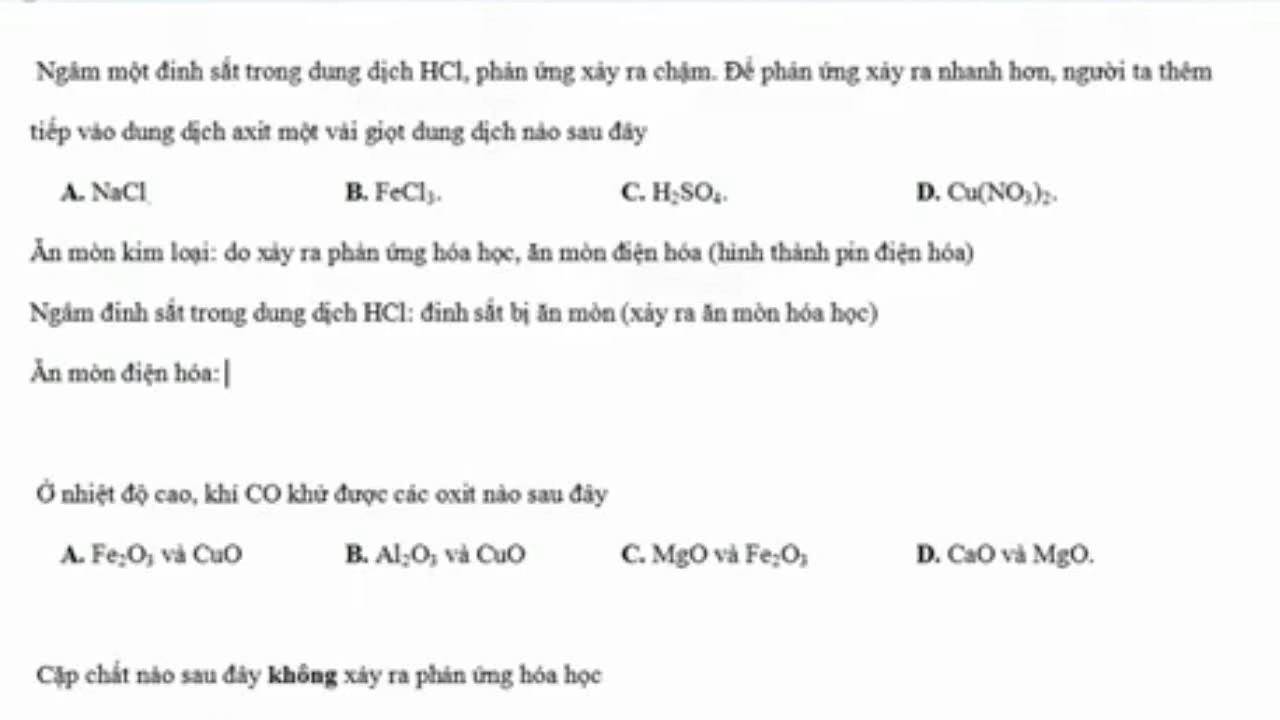 Ngâm một đinh sắt trong dung dịch HCl, phản ứng xảy ra chậm. Để phản ứng xảy ra nhanh hơn, người ta thêm
tiếp vào dung dịch axit một vài giọt dung dịch nào sau đây
A. NaCl B. FeCl₃. C. H₂SO₄. D. Cu(NO₃)₂.
Ăn mòn kim loại: do xảy ra phản ứng hóa học, ăn mòn điện hóa (hình thành pin điện hóa)
Ngâm đinh sắt trong dung dịch HCl: đinh sắt bị ăn mòn (xảy ra ăn mòn hóa học)
Ăn mòn điện hóa:
Ở nhiệt độ cao, khí CO khử được các oxit nào sau đây
A. Fe₂O₃ và CuO B. Al₂O₃ và CuO C. MgO và Fe₂O₃ D. CaO và MgO.
Cặp chất nào sau đây không xảy ra phản ứng hóa học